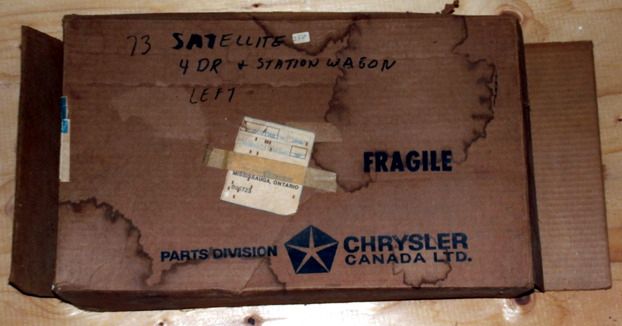 73 SATELLITE
4 DR + STATION WAGON
LEFT
MISSISSAUGA, ONTARIO
FRAGILE
PARTS DIVISION
CHRYSLER
CANADA LTD.